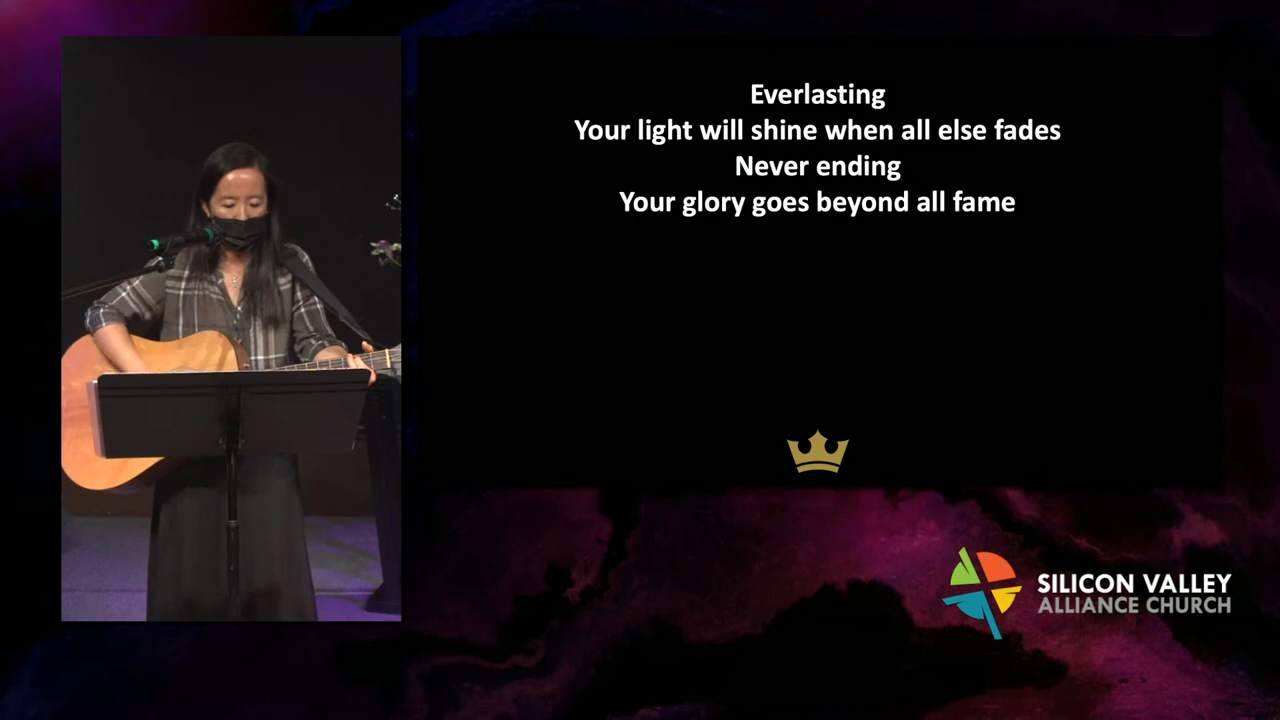 Everlasting
Your light will shine when all else fades
Never ending
Your glory goes beyond all fame
SILICON VALLEY
ALLIANCE CHURCH